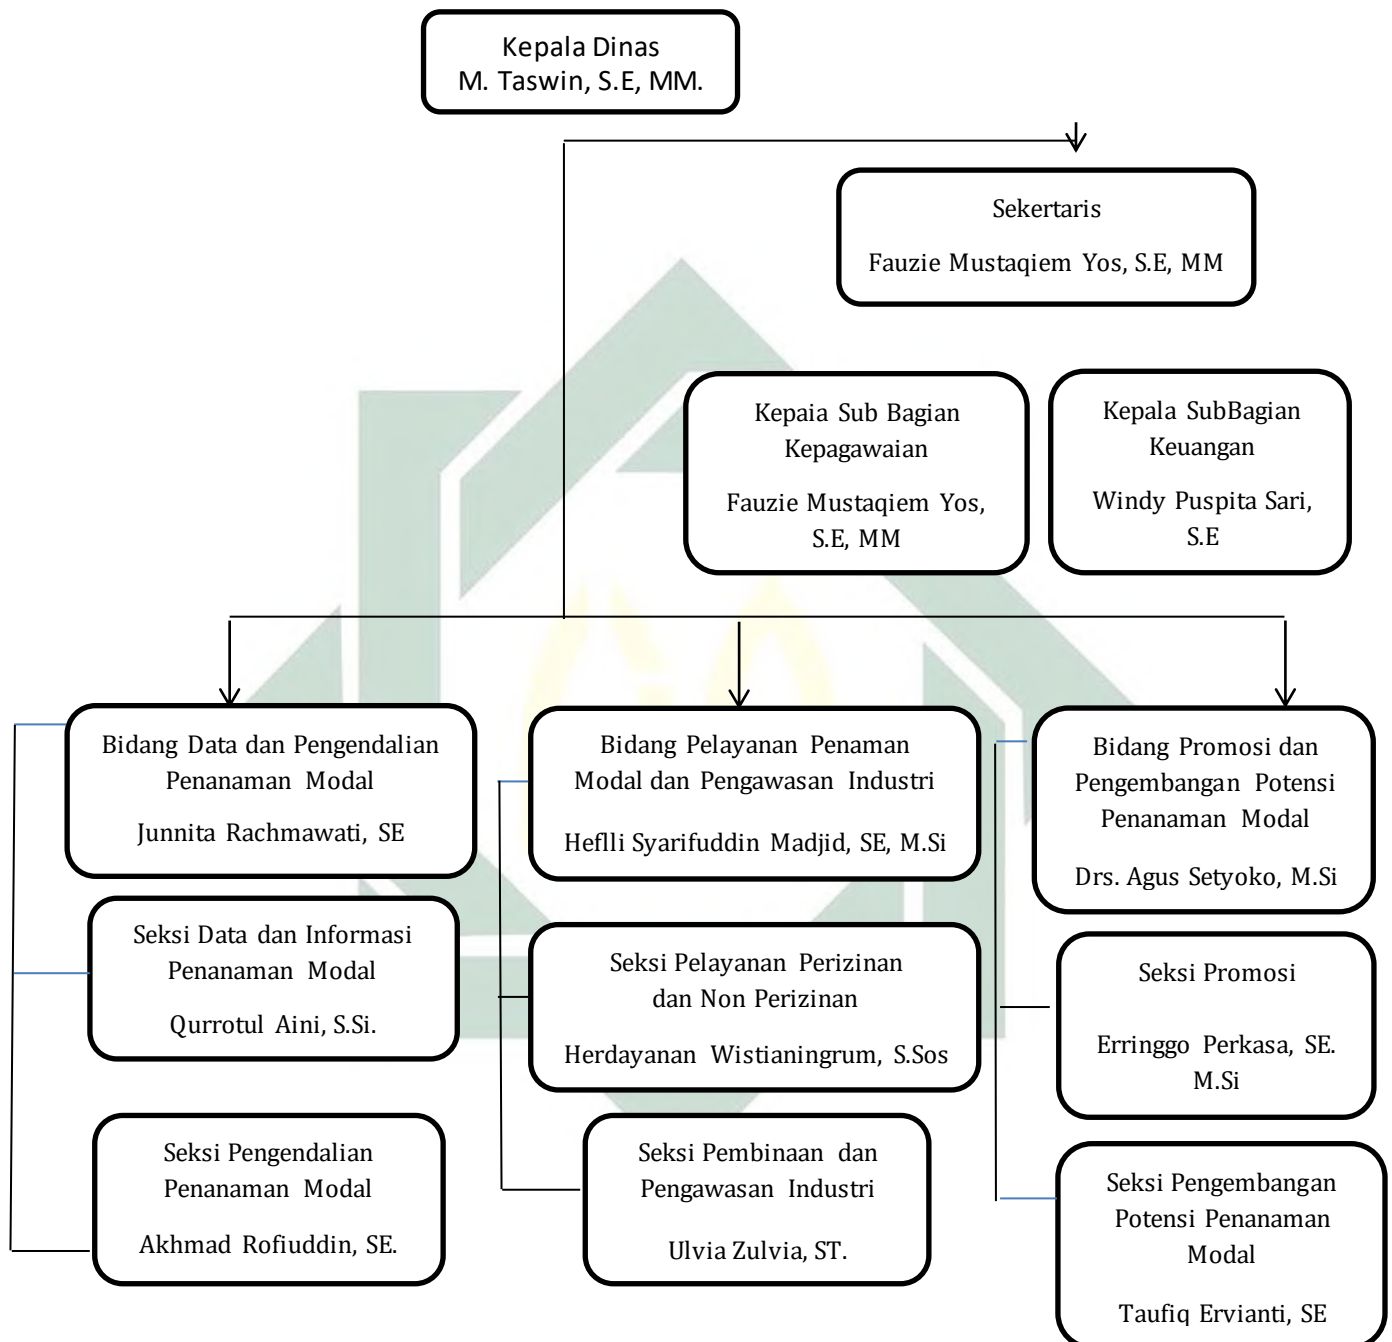 Kepala Dinas
M. Taswin, S.E, MM.
Sekertaris
Fauzie Mustaqiem Yos, S.E, MM
Kepaia Sub Bagian
Kepagawaian
Fauzie Mustaqiem Yos,
S.E, MM
Kepala SubBagian
Keuangan
Windy Puspita Sari,
S.E
Bidang Data dan Pengendalian
Penanaman Modal
Junnita Rachmawati, SE
Bidang Pelayanan Penaman
Modal dan Pengawasan Industri
Heflli Syarifuddin Madjid, SE, M.Si
Bidang Promosi dan
Pengembangan Potensi
Penanaman Modal
Drs. Agus Setyoko, M.Si
Seksi Data dan Informasi
Penanaman Modal
Qurrotul Aini, S.Si.
Seksi Pelayanan Perizinan
dan Non Perizinan
Herdayanan Wistianingrum, S.Sos
Seksi Promosi
Erringgo Perkasa, SE.
M.Si
Seksi Pengendalian
Penanaman Modal
Akhmad Rofiuddin, SE.
Seksi Pembinaan dan
Pengawasan Industri
Ulvia Zulvia, ST.
Seksi Pengembangan
Potensi Penanaman
Modal
Taufiq Ervianti, SE